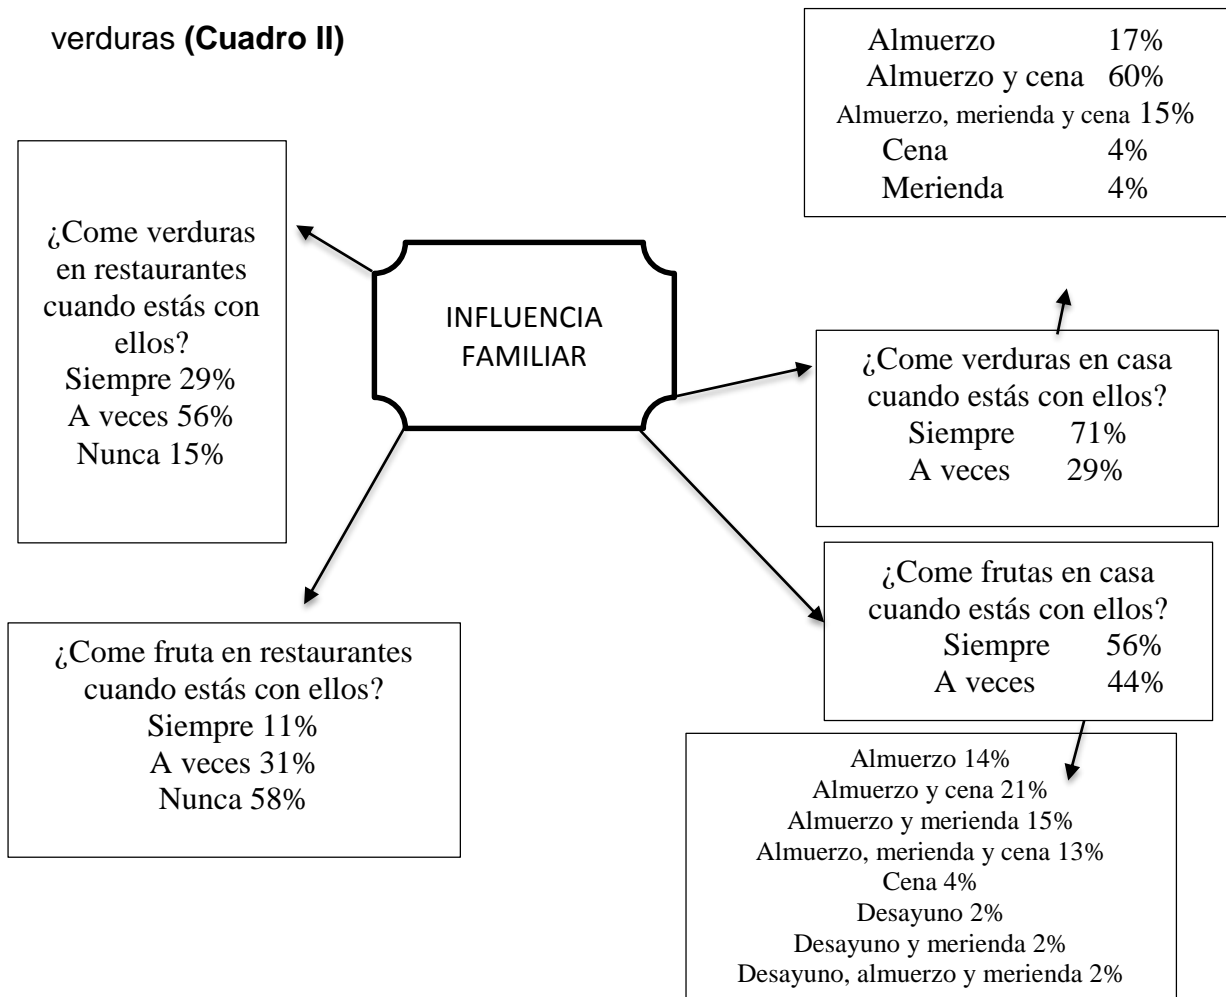 verduras (Cuadro II)
Almuerzo 17%
Almuerzo y cena 60%
Almuerzo, merienda y cena 15%
Cena 4%
Merienda 4%
¿Come verduras
en restaurantes
cuando estás con
ellos?
Siempre 29%
A veces 56%
Nunca 15%
INFLUENCIA
FAMILIAR
¿Come verduras en casa
cuando estás con ellos?
Siempre 71%
A veces 29%
¿Come frutas en casa
cuando estás con ellos?
Siempre 56%
A veces 44%
¿Come fruta en restaurantes
cuando estás con ellos?
Siempre 11%
A veces 31%
Nunca 58%
Almuerzo 14%
Almuerzo y cena 21%
Almuerzo y merienda 15%
Almuerzo, merienda y cena 13%
Cena 4%
Desayuno 2%
Desayuno y merienda 2%
Desayuno, almuerzo y merienda 2%